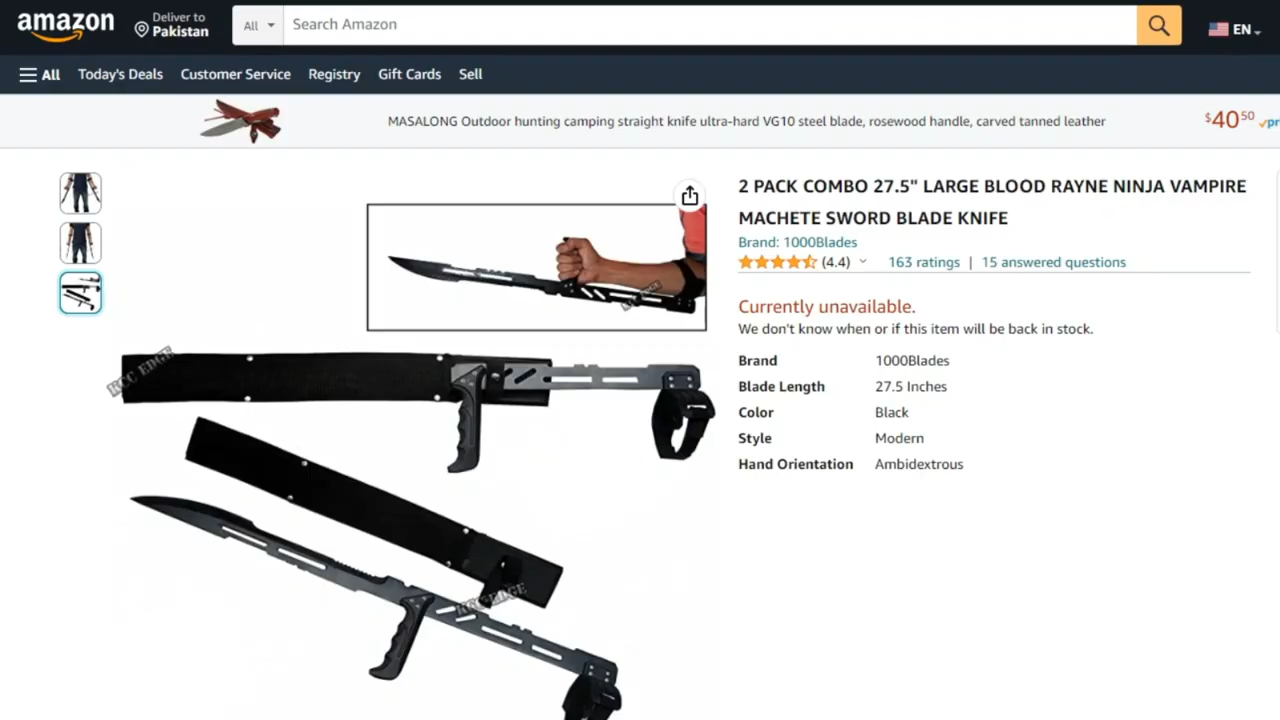 amazon
Deliver to
Pakistan
All
Search Amazon
EN
All
Today's Deals
Customer Service
Registry
Gift Cards
Sell
MASALONG Outdoor hunting camping straight knife ultra-hard VG10 steel blade, rosewood handle, carved tanned leather
$40 50
pr
2 PACK COMBO 27.5" LARGE BLOOD RAYNE NINJA VAMPIRE
MACHETE SWORD BLADE KNIFE
Brand: 1000Blades
(4.4)
163 ratings | 15 answered questions
Currently unavailable.
We don't know when or if this item will be back in stock.
Brand 1000Blades
Blade Length 27.5 Inches
Color Black
Style Modern
Hand Orientation Ambidextrous